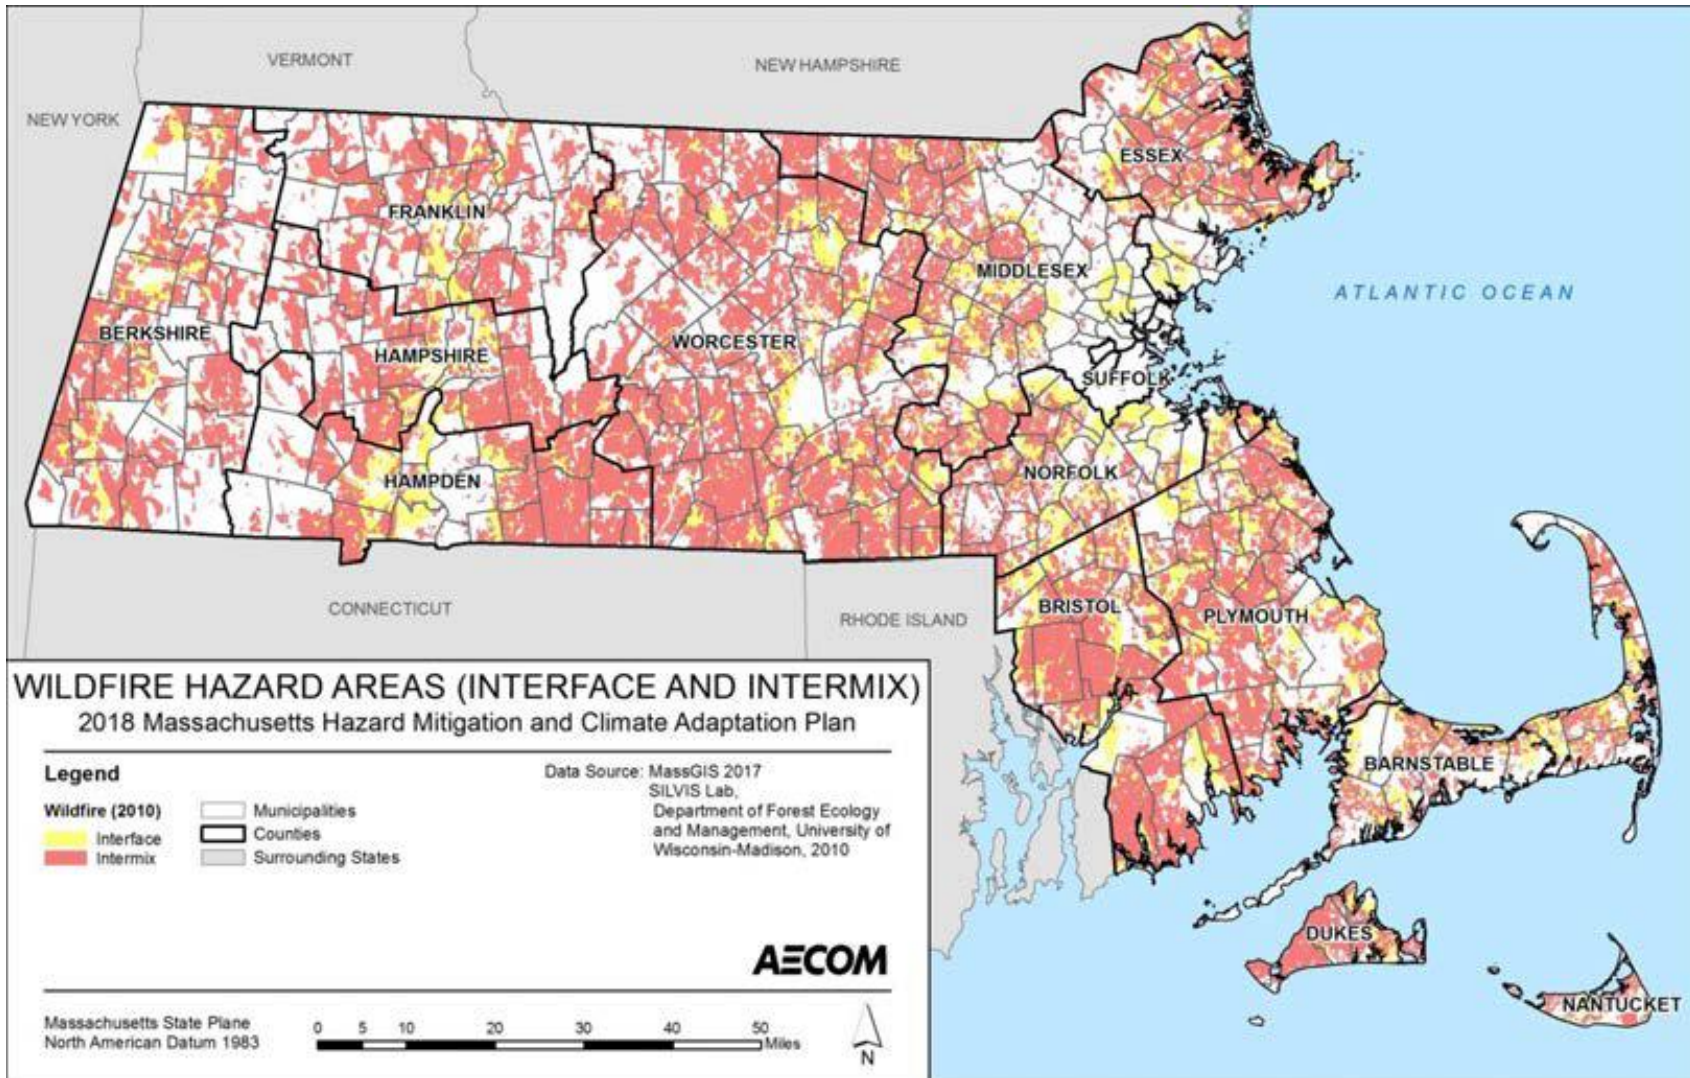 VERMONT
NEW HAMPSHIRE
NEW YORK
ESSEX
FRANKLIN
MIDDLESEX
ATLANTIC OCEAN
BERKSHIRE
HAMPSHIRE
WORCESTER
SUFFOLK
HAMPDEN
NORFOLK
CONNECTICUT
RHODE ISLAND
BRISTOL
PLYMOUTH
BARNSTABLE
DUKES
NANTUCKET
WILDFIRE HAZARD AREAS (INTERFACE AND INTERMIX)
2018 Massachusetts Hazard Mitigation and Climate Adaptation Plan
Legend
Wildfire (2010)
Interface
Intermix
Municipalities
Counties
Surrounding States
Data Source: MassGIS 2017
SILVIS Lab,
Department of Forest Ecology
and Management, University of
Wisconsin-Madison, 2010
AECOM
Massachusetts State Plane
North American Datum 1983
0 5 10 20 30 40 50
Miles
N